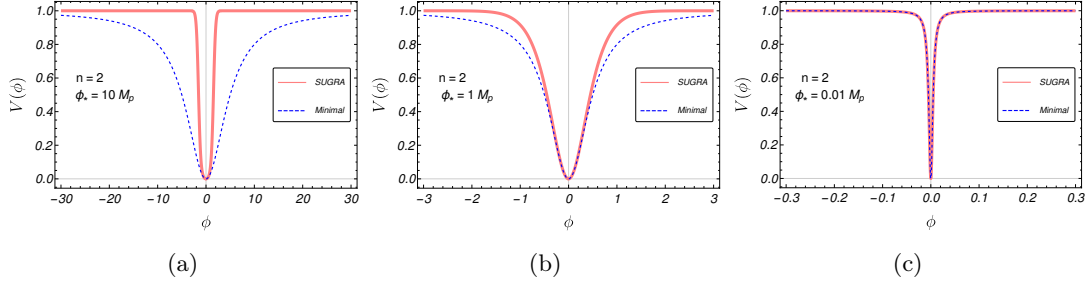 1.0
0.8
0.6
0.4
0.2
0.0
V(ϕ)
n = 2
ϕ* = 10 Mp
SUGRA
Minimal
−30 −20 −10 0 10 20 30
ϕ
(a)
1.0
0.8
0.6
0.4
0.2
0.0
V(ϕ)
n = 2
ϕ* = 1 Mp
SUGRA
Minimal
−3 −2 −1 0 1 2 3
ϕ
(b)
1.0
0.8
0.6
0.4
0.2
0.0
V(ϕ)
n = 2
ϕ* = 0.01 Mp
SUGRA
Minimal
−0.3 −0.2 −0.1 0.0 0.1 0.2 0.3
ϕ
(c)